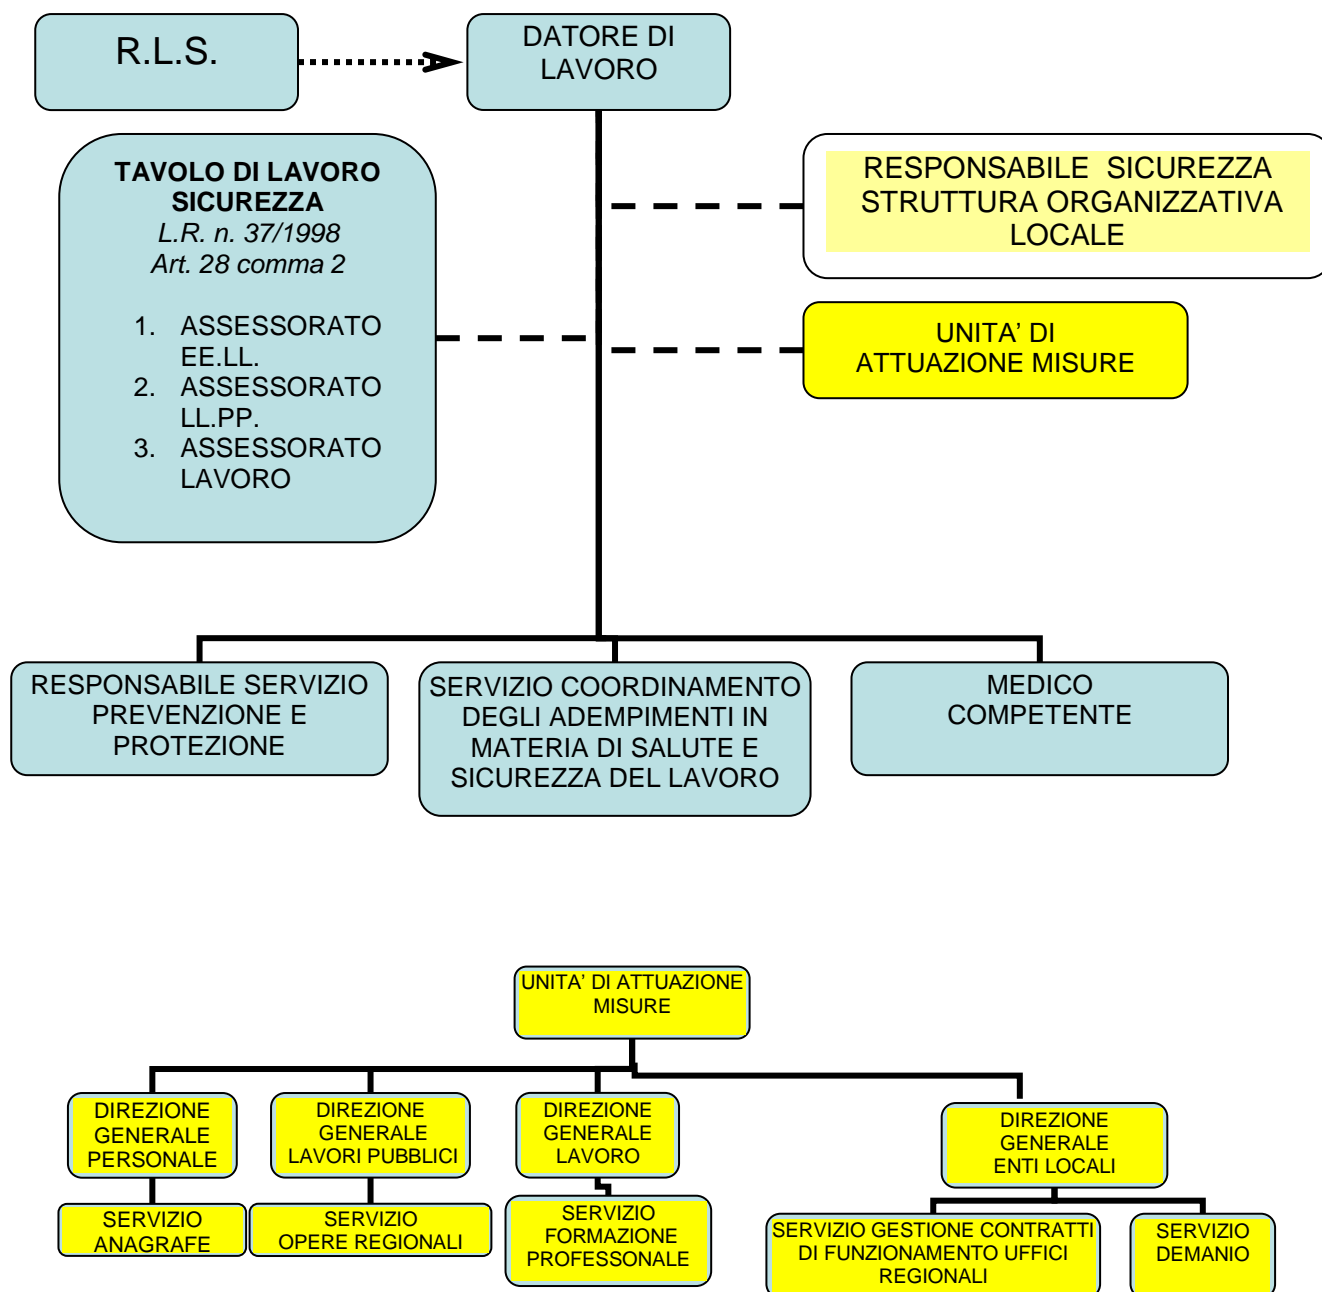 R.L.S.
DATORE DI
LAVORO
TAVOLO DI LAVORO
SICUREZZA
L.R. n. 37/1998
Art. 28 comma 2
1. ASSESSORATO
EE.LL.
2. ASSESSORATO
LL.PP.
3. ASSESSORATO
LAVORO
RESPONSABILE SICUREZZA
STRUTTURA ORGANIZZATIVA
LOCALE
UNITA’ DI
ATTUAZIONE MISURE
RESPONSABILE SERVIZIO
PREVENZIONE E
PROTEZIONE
SERVIZIO COORDINAMENTO
DEGLI ADEMPIMENTI IN
MATERIA DI SALUTE E
SICUREZZA DEL LAVORO
MEDICO
COMPETENTE
UNITA’ DI ATTUAZIONE
MISURE
DIREZIONE
GENERALE
PERSONALE
DIREZIONE
GENERALE
LAVORI PUBBLICI
DIREZIONE
GENERALE
LAVORO
DIREZIONE
GENERALE
ENTI LOCALI
SERVIZIO
ANAGRAFE
SERVIZIO
OPERE REGIONALI
SERVIZIO
FORMAZIONE
PROFESSONALE
SERVIZIO GESTIONE CONTRATTI
DI FUNZIONAMENTO UFFICI
REGIONALI
SERVIZIO
DEMANIO